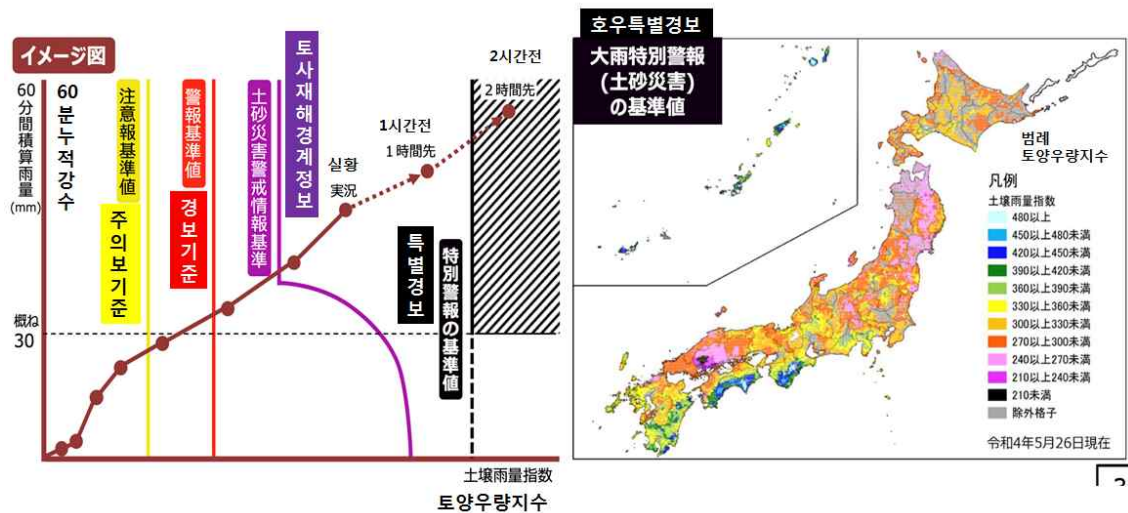 イメージ図
60分間積算雨量(mm)
60분누적강수
注意報基準値
주의보기준
警報基準値
경보기준
土砂災害警戒情報基準
토사재해경계정보
실황
実況
1시간전
1時間先
2시간전
2時間先
특별경보
特別警報の基準値
概ね
30
土壌雨量指数
토양우량지수
호우특별경보
大雨特別警報
(土砂災害)
の基準値
범례
토양우량지수
凡例
土壌雨量指数
480以上
450以上480未満
420以上450未満
390以上420未満
360以上390未満
330以上360未満
300以上330未満
270以上300未満
240以上270未満
210以上240未満
210未満
除外格子
令和4年5月26日現在